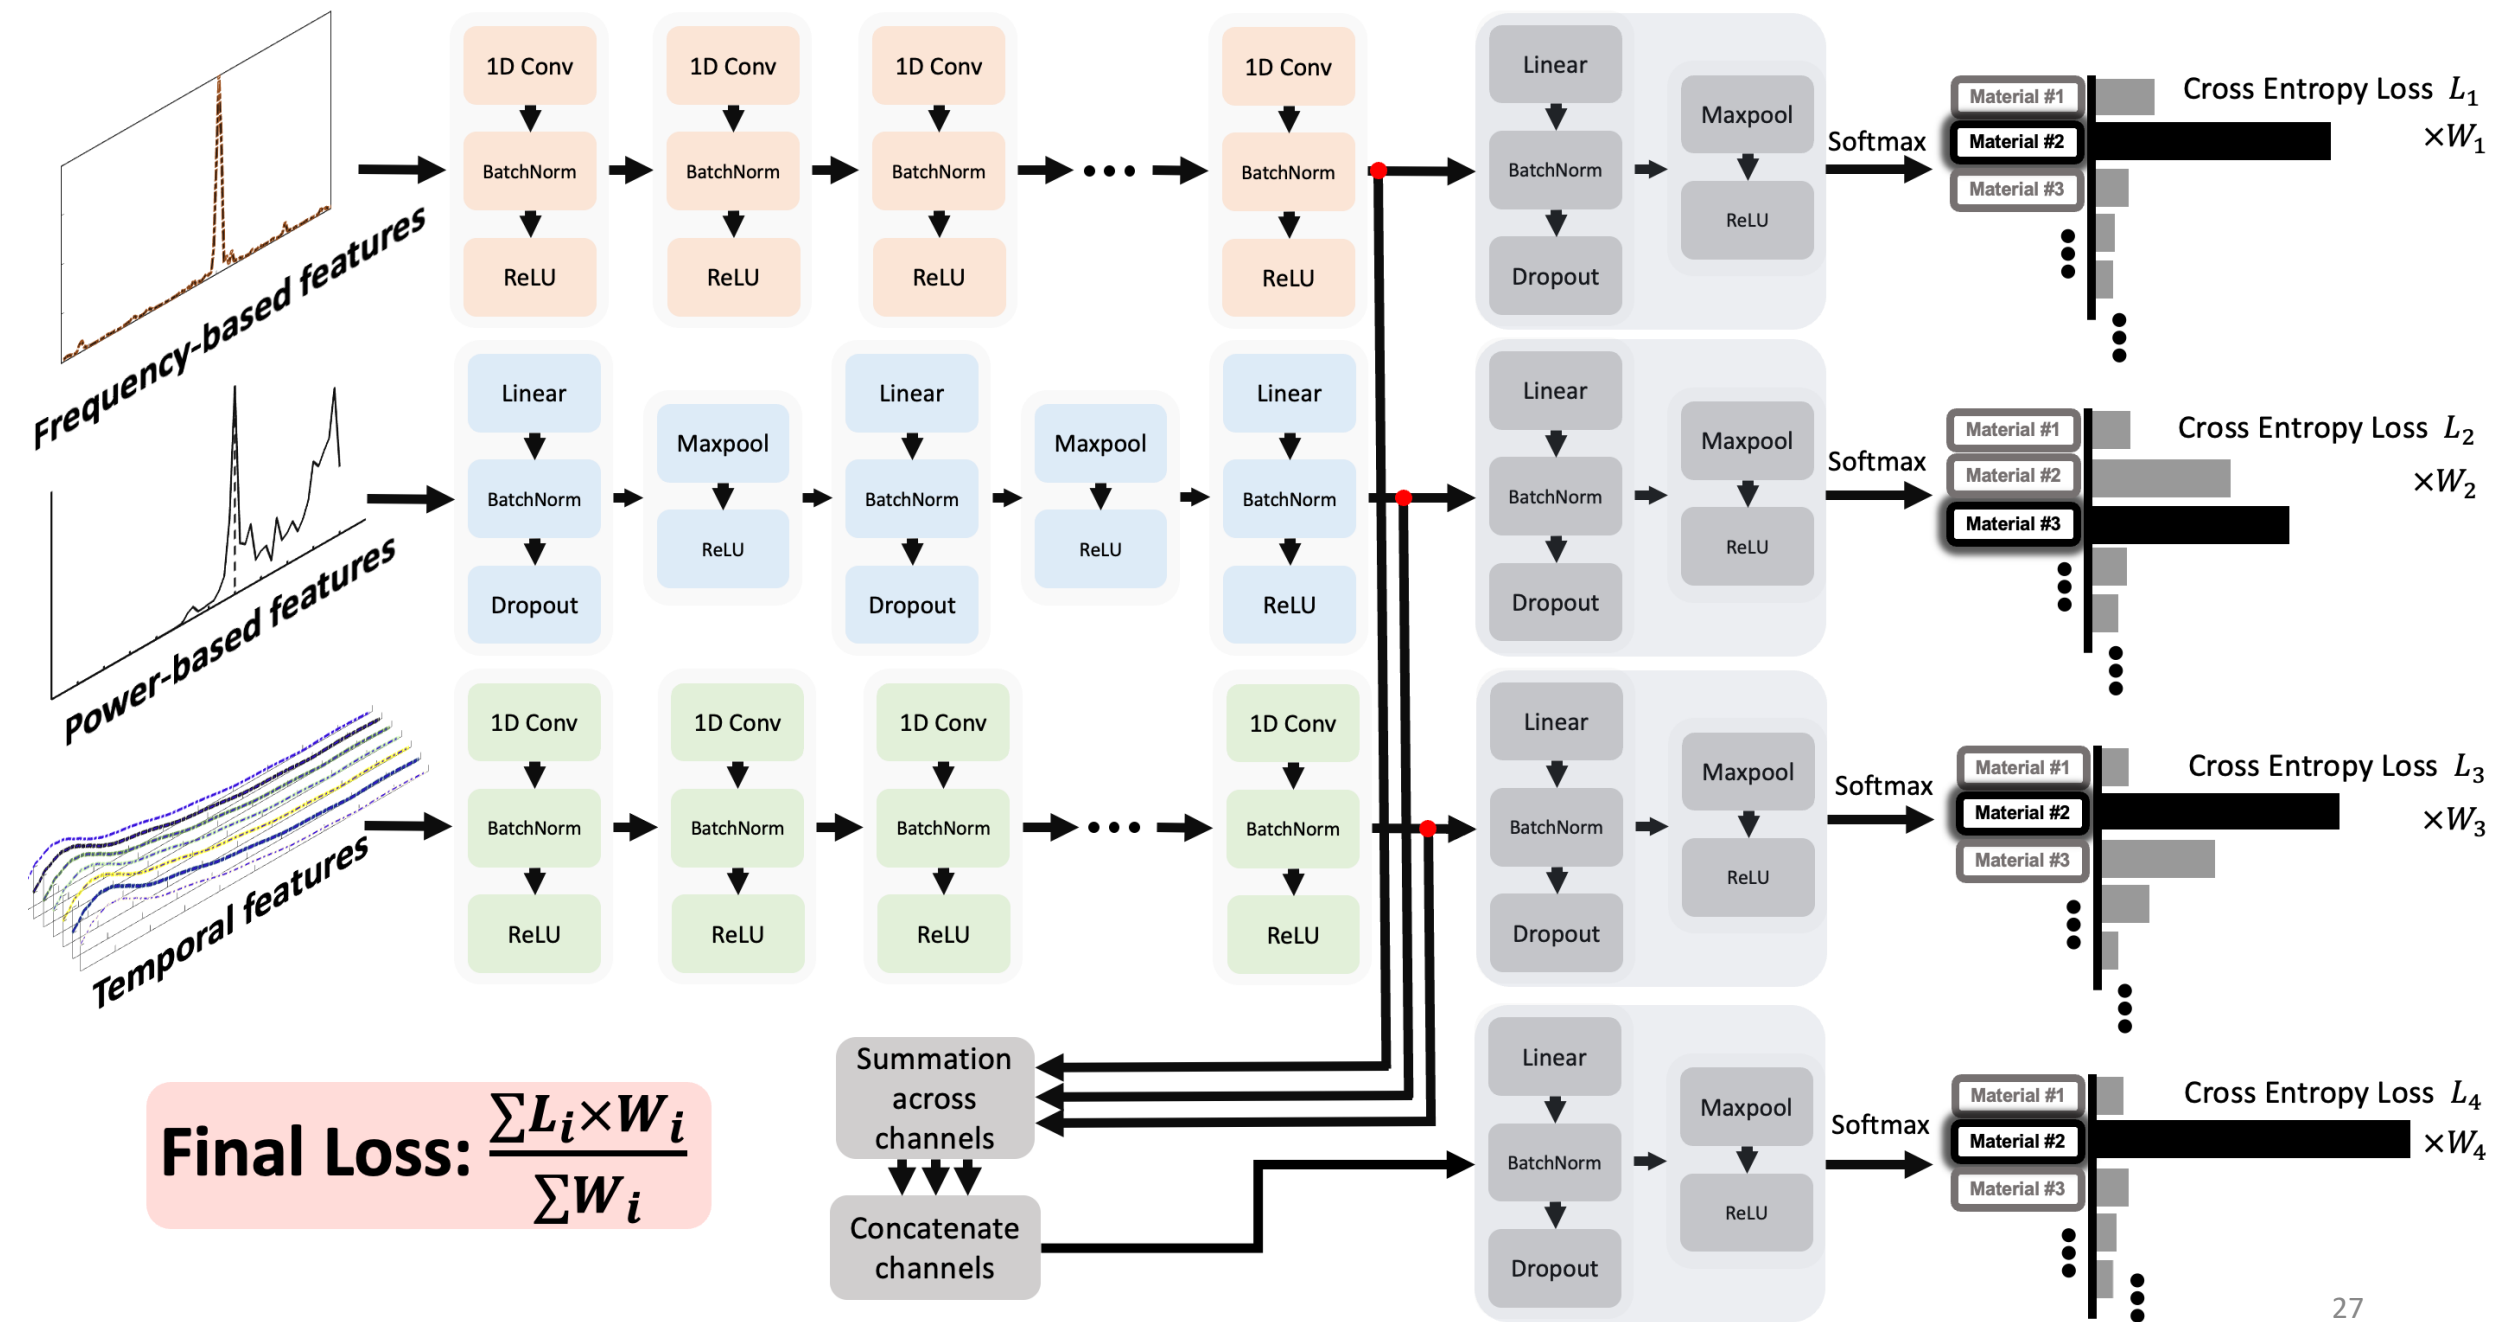 Frequency-based features
1D Conv
BatchNorm
ReLU
1D Conv
BatchNorm
ReLU
1D Conv
BatchNorm
ReLU
1D Conv
BatchNorm
ReLU
Linear
BatchNorm
Dropout
Maxpool
ReLU
Softmax
Material #1
Material #2
Material #3
Cross Entropy Loss L₁
×W₁
Power-based features
Linear
BatchNorm
Dropout
Maxpool
ReLU
Linear
BatchNorm
Dropout
Maxpool
ReLU
Linear
BatchNorm
ReLU
Linear
BatchNorm
Dropout
Maxpool
ReLU
Softmax
Material #1
Material #2
Material #3
Cross Entropy Loss L₂
×W₂
Temporal features
1D Conv
BatchNorm
ReLU
1D Conv
BatchNorm
ReLU
1D Conv
BatchNorm
ReLU
1D Conv
BatchNorm
ReLU
Linear
BatchNorm
Dropout
Maxpool
ReLU
Softmax
Material #1
Material #2
Material #3
Cross Entropy Loss L₃
×W₃
Final Loss: ∑Lᵢ×Wᵢ
∑Wᵢ
Summation
across
channels
Concatenate
channels
Linear
BatchNorm
Dropout
Maxpool
ReLU
Softmax
Material #1
Material #2
Material #3
Cross Entropy Loss L₄
×W₄
27